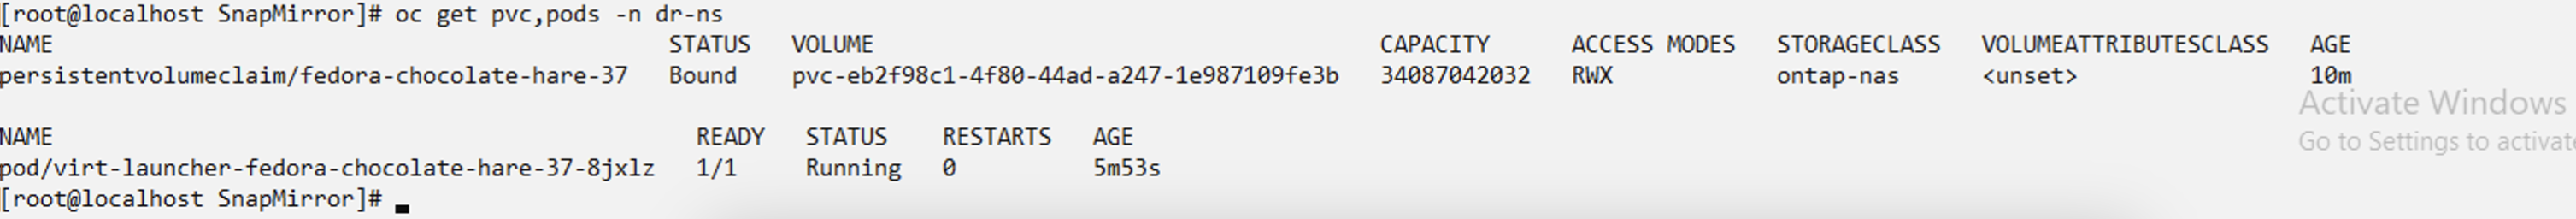 [root@localhost SnapMirror]# oc get pvc,pods -n dr-ns
NAME STATUS VOLUME CAPACITY ACCESS MODES STORAGECLASS VOLUMEATTRIBUTESCLASS AGE
persistentvolumeclaim/fedora-chocolate-hare-37 Bound pvc-eb2f98c1-4f80-44ad-a247-1e987109fe3b 34087042032 RWX ontap-nas <unset> 10m
Activate Windows
NAME READY STATUS RESTARTS AGE
Go to Settings to activate
pod/virt-launcher-fedora-chocolate-hare-37-8jxlz 1/1 Running 0 5m53s
[root@localhost SnapMirror]#